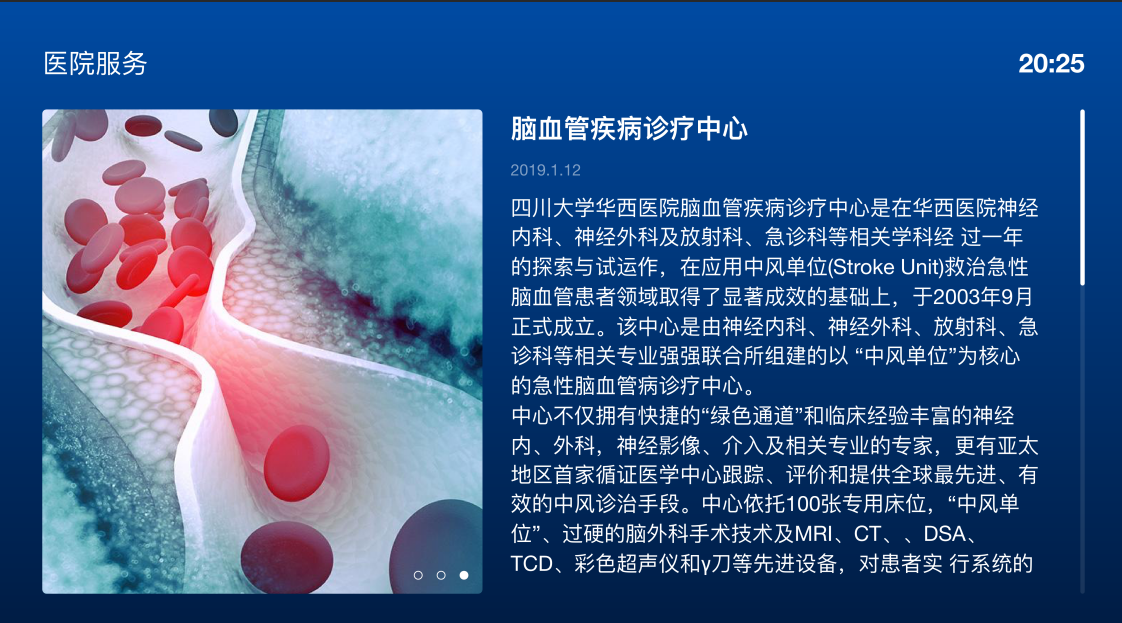 医院服务
20:25
脑血管疾病诊疗中心
2019.1.12
四川大学华西医院脑血管疾病诊疗中心是在华西医院神经
内科、神经外科及放射科、急诊科等相关学科经 过一年
的探索与试运作，在应用中风单位(Stroke Unit)救治急性
脑血管患者领域取得了显著成效的基础上，于2003年9月
正式成立。该中心是由神经内科、神经外科、放射科、急
诊科等相关专业强强联合所组建的以 “中风单位”为核心
的急性脑血管病诊疗中心。
中心不仅拥有快捷的“绿色通道”和临床经验丰富的神经
内、外科，神经影像、介入及相关专业的专家，更有亚太
地区首家循证医学中心跟踪、评价和提供全球最先进、有
效的中风诊治手段。中心依托100张专用床位，“中风单
位”、过硬的脑外科手术技术及MRI、CT、、DSA、
TCD、彩色超声仪和γ刀等先进设备，对患者实 行系统的